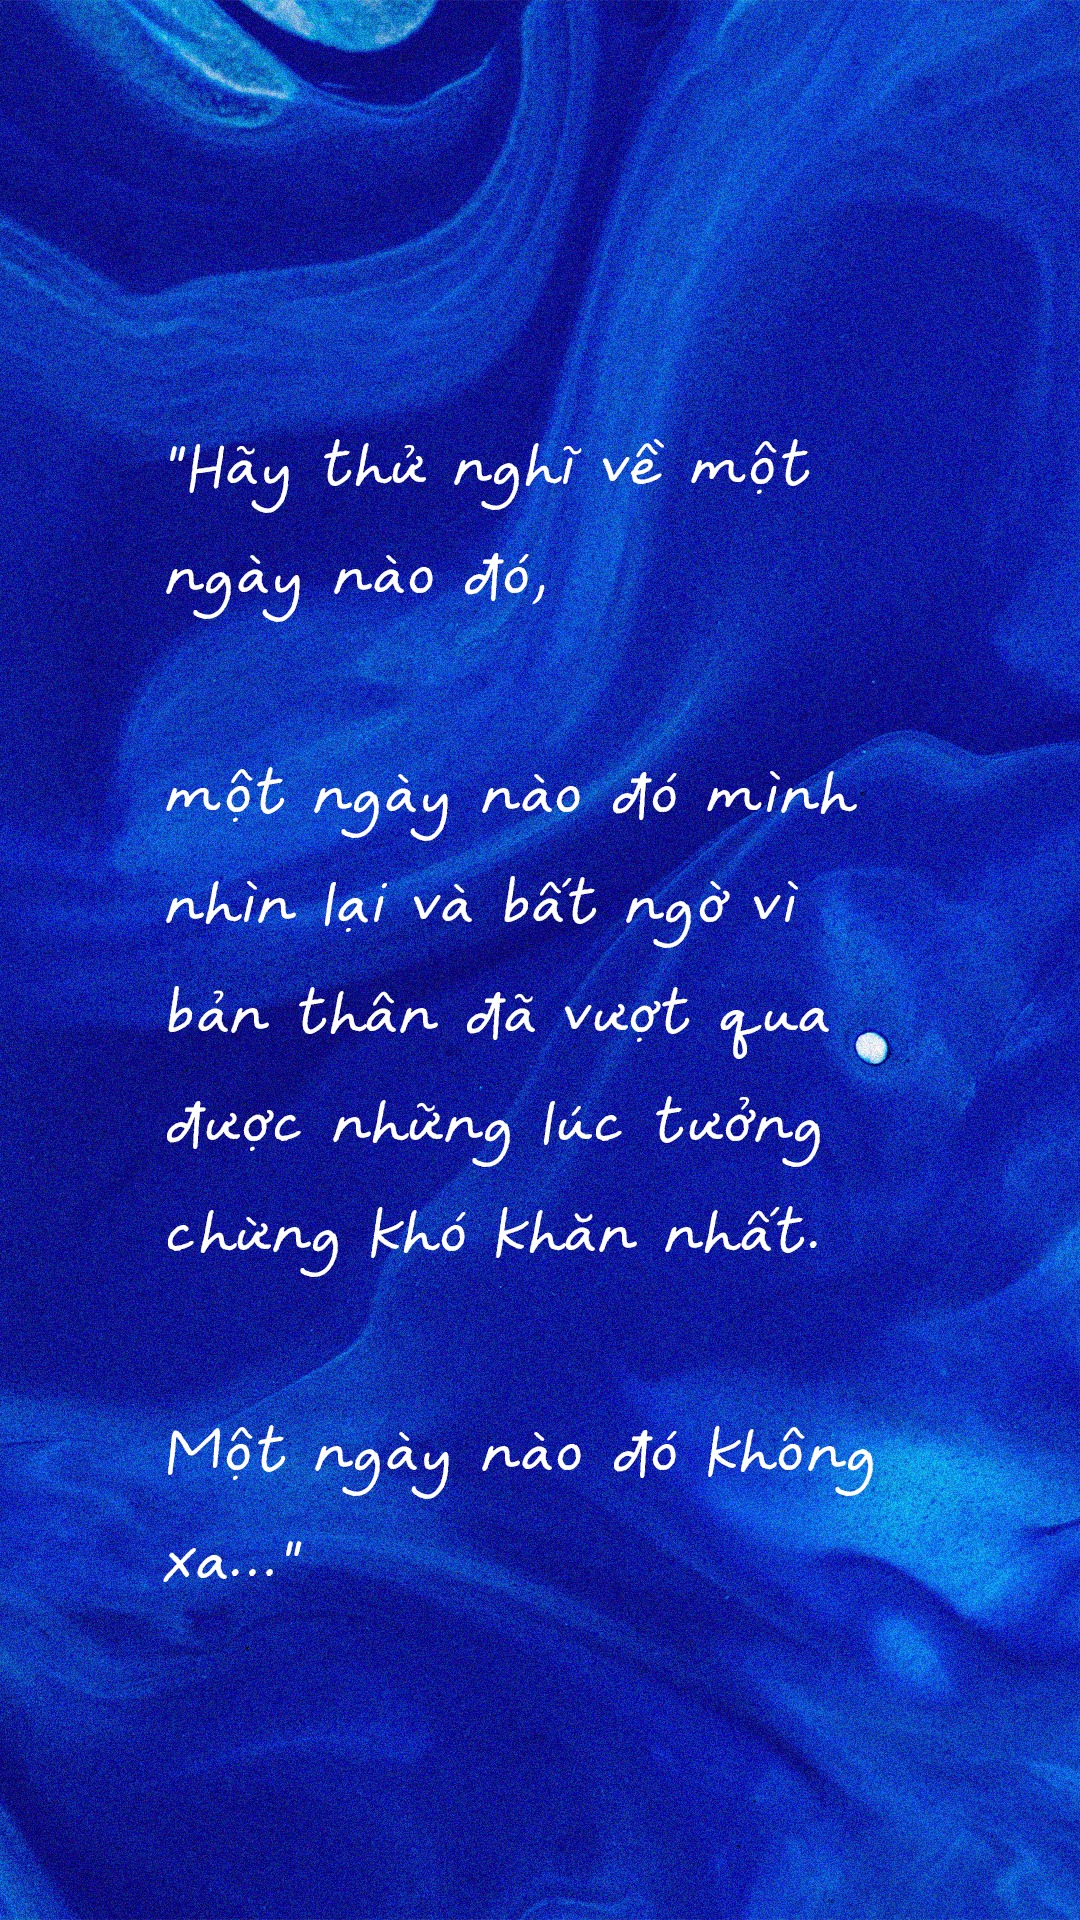 "Hãy thử nghĩ về một
ngày nào đó,
một ngày nào đó mình
nhìn lại và bất ngờ vì
bản thân đã vượt qua
được những lúc tưởng
chừng khó khăn nhất.
Một ngày nào đó không
xa..."